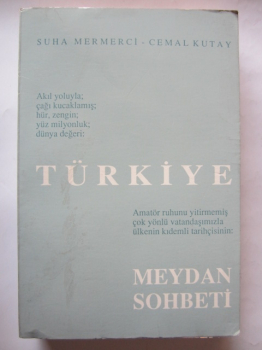 SUHA MERMERCİ - CEMAL KUTAY
Akıl yoluyla;
çağı kucaklamış;
hür, zengin;
yüz milyonluk;
dünya değeri:
TÜRKİYE
Amatör ruhunu yitirmemiş
çok yönlü vatandaşımızla
ülkenin kıdemli tarihçisinin:
MEYDAN
SOHBETİ